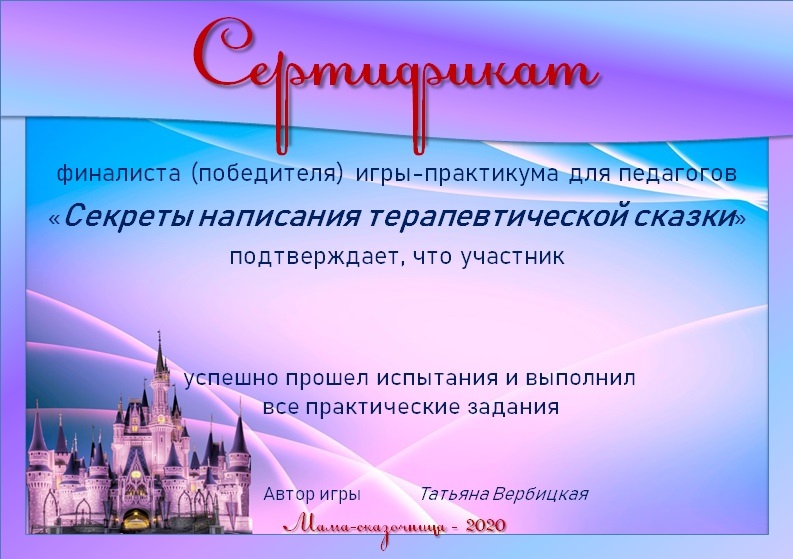 Сертификат
финалиста (победителя) игры-практикума для педагогов
«Секреты написания терапевтической сказки»
подтверждает, что участник
успешно прошел испытания и выполнил
все практические задания
Автор игры Татьяна Вербицкая
Мама-сказочница - 2020